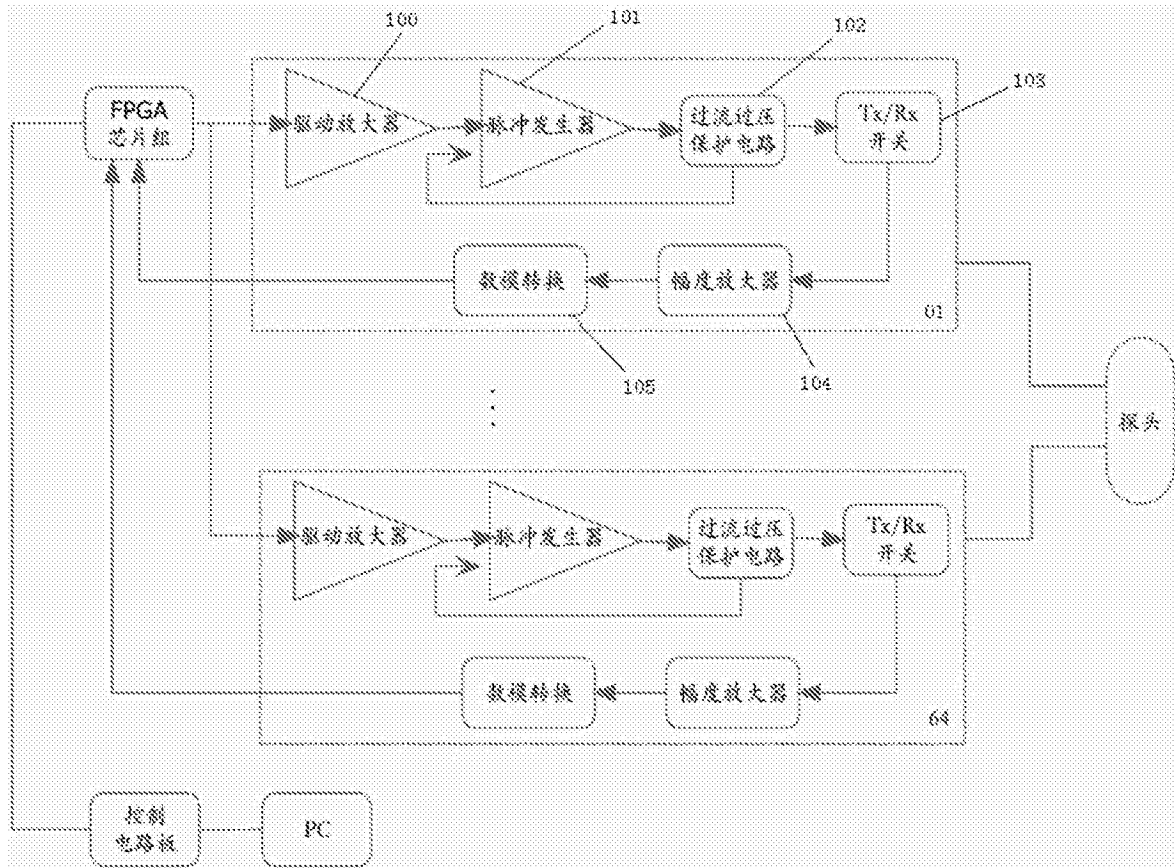 100
101
102
103
FPGA
芯片组
驱动放大器
脉冲发生器
过流过压
保护电路
Tx/Rx
开关
数模转换
幅度放大器
01
105
104
探头
驱动放大器
脉冲发生器
过流过压
保护电路
Tx/Rx
开关
数模转换
幅度放大器
64
控制
电路板
PC